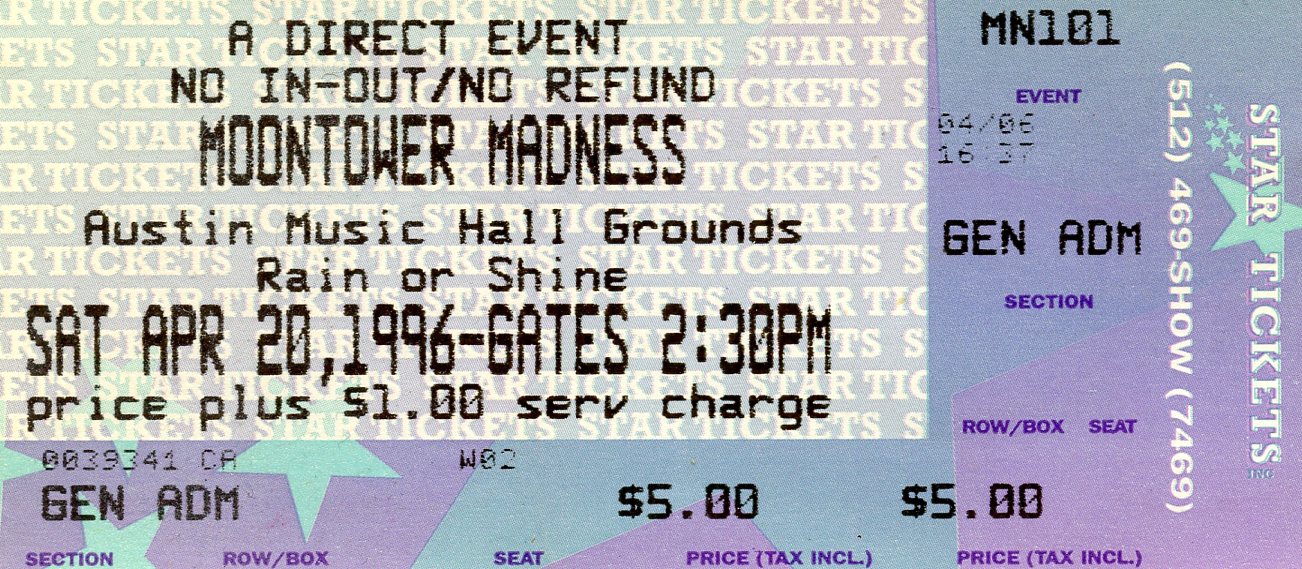 A DIRECT EVENT
NO IN-OUT/NO REFUND
MOONTOWER MADNESS
Austin Music Hall Grounds
Rain or Shine
SAT APR 20,1996-GATES 2:30PM
price plus $1.00 serv charge
0039341 CA W02
GEN ADM $5.00
SECTION ROW/BOX SEAT PRICE (TAX INCL.)
MN101
EVENT
04/06
16:37
GEN ADM
SECTION
ROW/BOX SEAT
$5.00
PRICE (TAX INCL.)
(512) 469-SHOW (7469)
STAR TICKETS INC